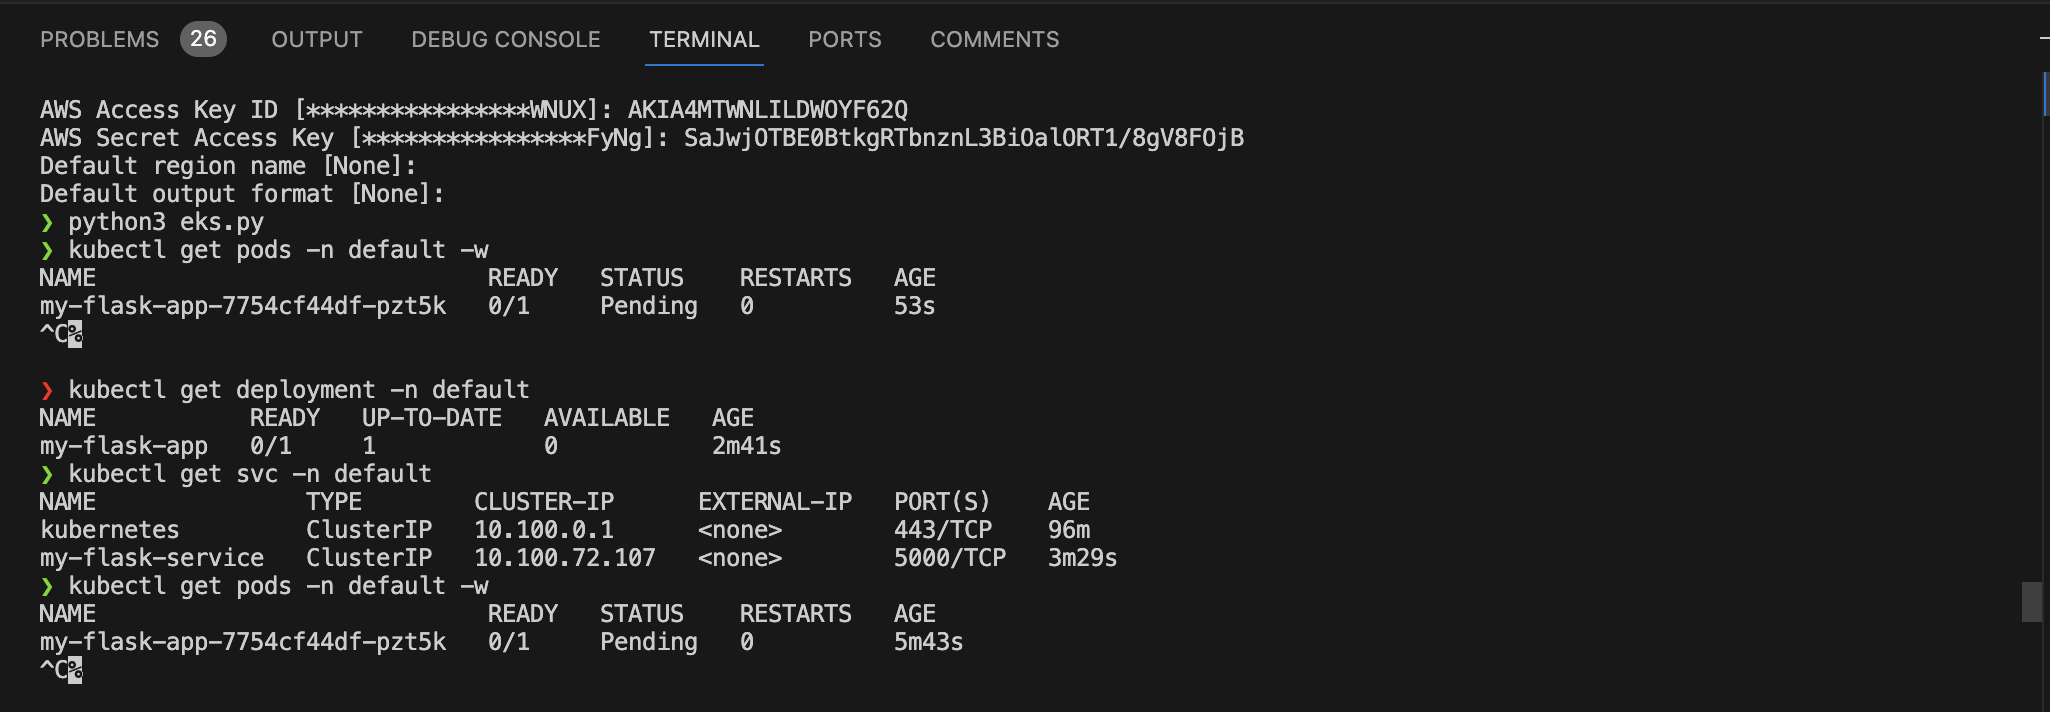 PROBLEMS 26 OUTPUT DEBUG CONSOLE TERMINAL PORTS COMMENTS
AWS Access Key ID [****************WNUX]: AKIA4MTWNLILDWOYF62Q
AWS Secret Access Key [****************FyNg]: 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
Default region name [None]:
Default output format [None]:
❯ python3 eks.py
❯ kubectl get pods -n default -w
NAME READY STATUS RESTARTS AGE
my-flask-app-7754cf44df-pzt5k 0/1 Pending 0 53s
^C%
❯ kubectl get deployment -n default
NAME READY UP-TO-DATE AVAILABLE AGE
my-flask-app 0/1 1 0 2m41s
❯ kubectl get svc -n default
NAME TYPE CLUSTER-IP EXTERNAL-IP PORT(S) AGE
kubernetes ClusterIP 10.100.0.1 <none> 443/TCP 96m
my-flask-service ClusterIP 10.100.72.107 <none> 5000/TCP 3m29s
❯ kubectl get pods -n default -w
NAME READY STATUS RESTARTS AGE
my-flask-app-7754cf44df-pzt5k 0/1 Pending 0 5m43s
^C%